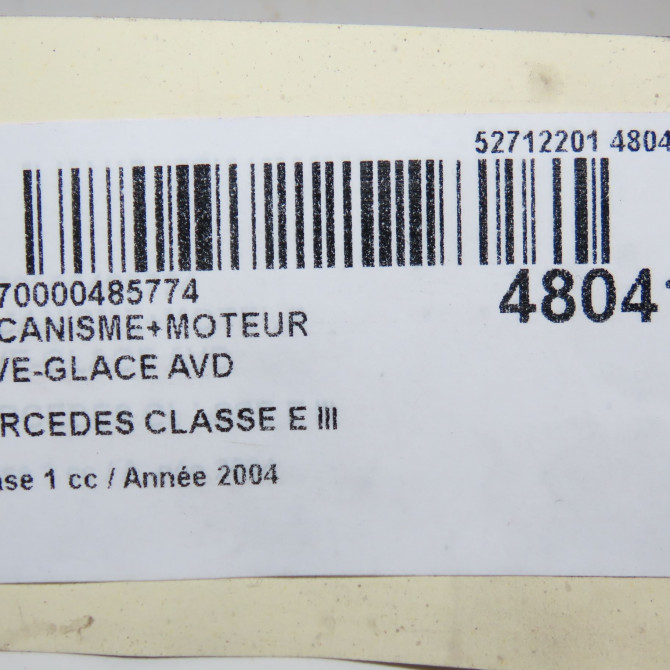 52712201 4804
70000485774
4804
CANISME+MOTEUR
VE-GLACE AVD
RCEDES CLASSE E III
ase 1 cc / Année 2004